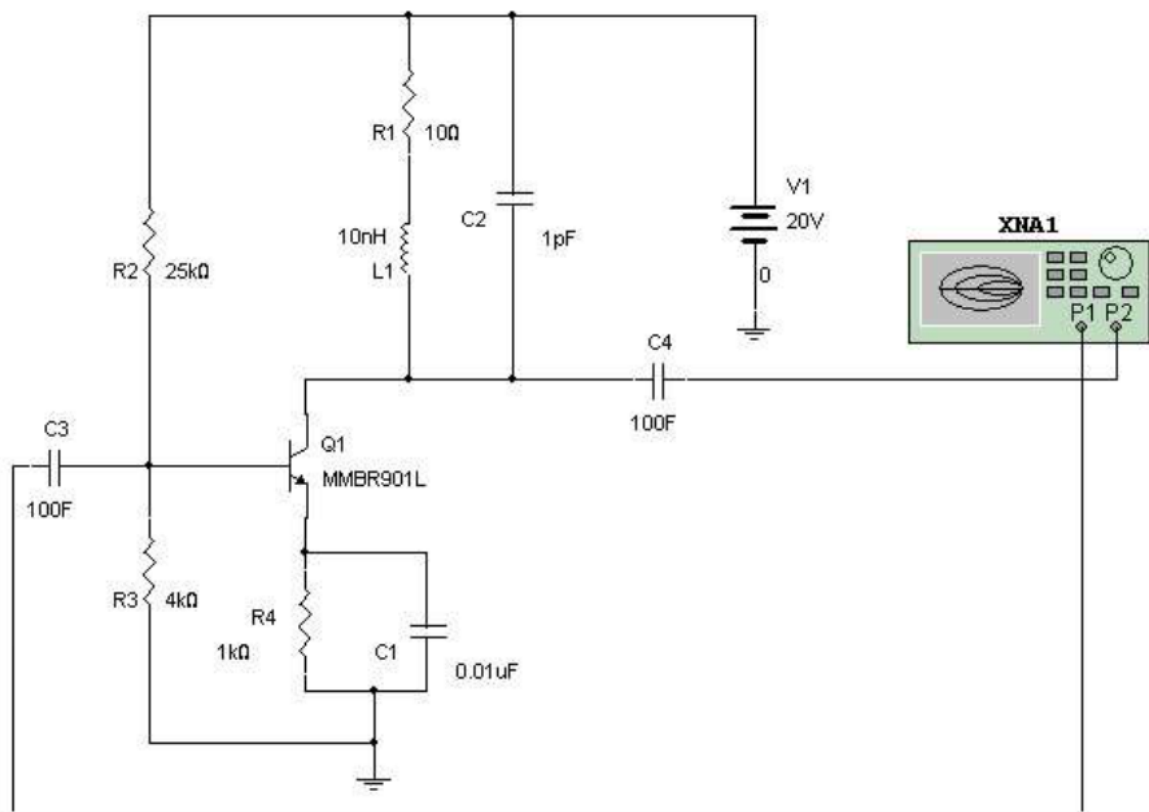 R1 10Ω
V1
20V
C2
1pF
XNA1
10nH
L1
R2 25kΩ
0
P1 P2
C4
100F
C3
100F
Q1
MMBR901L
R3 4kΩ
R4
1kΩ
C1
0.01uF